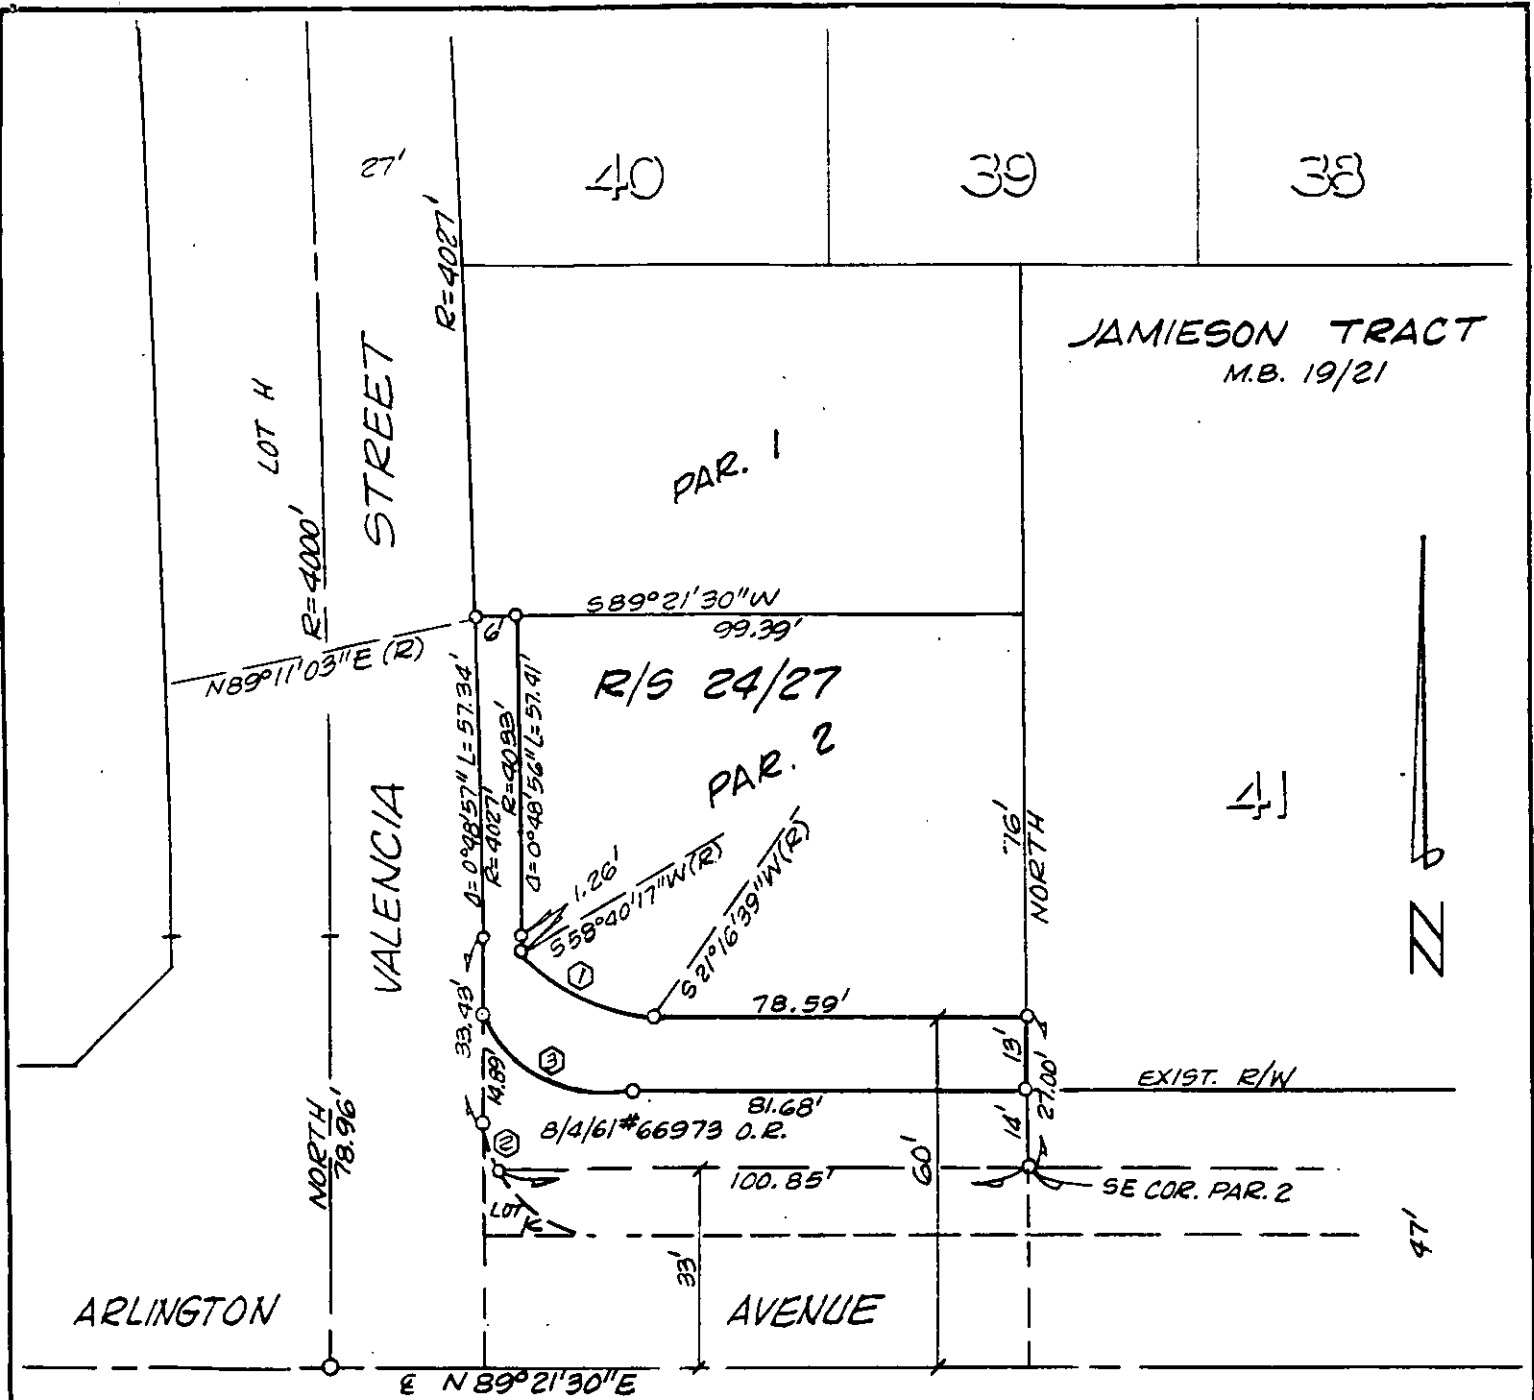 27'
40
39
38
R=4027'
JAMIESON TRACT
M.B. 19/21
LOT H
STREET
PAR. 1
R=4000'
S89°21'30"W
99.39'
6'
N89°11'03"E (R)
R/S 24/27
Δ=0°48'57" L=57.34'
R=4027'
R=4033'
Δ=0°48'56" L=57.41'
PAR. 2
41
76'
NORTH
1.26'
S58°40'17"W(R)
S21°16'39"W(R)
VALENCIA
N
1
78.59'
33.43'
13'
3
14.89'
27.00'
EXIST. R/W
81.68'
8/4/61 #66973 O.R.
14'
NORTH
78.96'
2
60'
100.85'
SE COR. PAR. 2
LOT
K
33'
47'
ARLINGTON
AVENUE
℄ N89°21'30"E